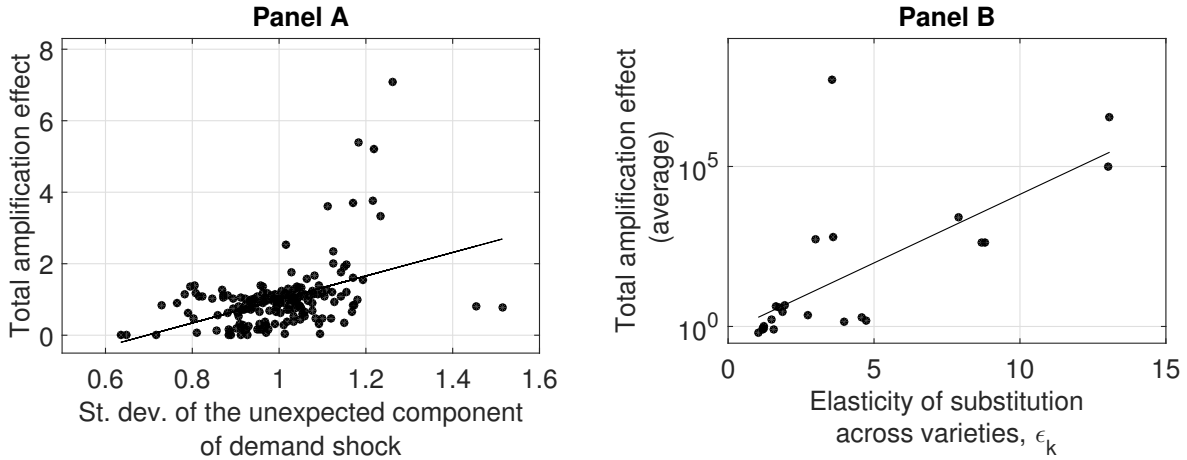 Panel A
Total amplification effect
8
6
4
2
0
0.6 0.8 1 1.2 1.4 1.6
St. dev. of the unexpected component
of demand shock
Panel B
Total amplification effect
(average)
10^5
10^0
0 5 10 15
Elasticity of substitution
across varieties, ϵ_k